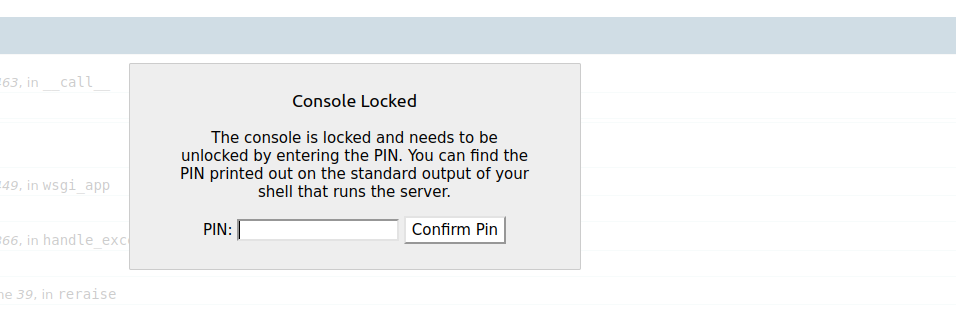 463, in __call__
Console Locked
The console is locked and needs to be
unlocked by entering the PIN. You can find the
PIN printed out on the standard output of your
shell that runs the server.
449, in wsgi_app
PIN: Confirm Pin
366, in handle_exc
ne 39, in reraise